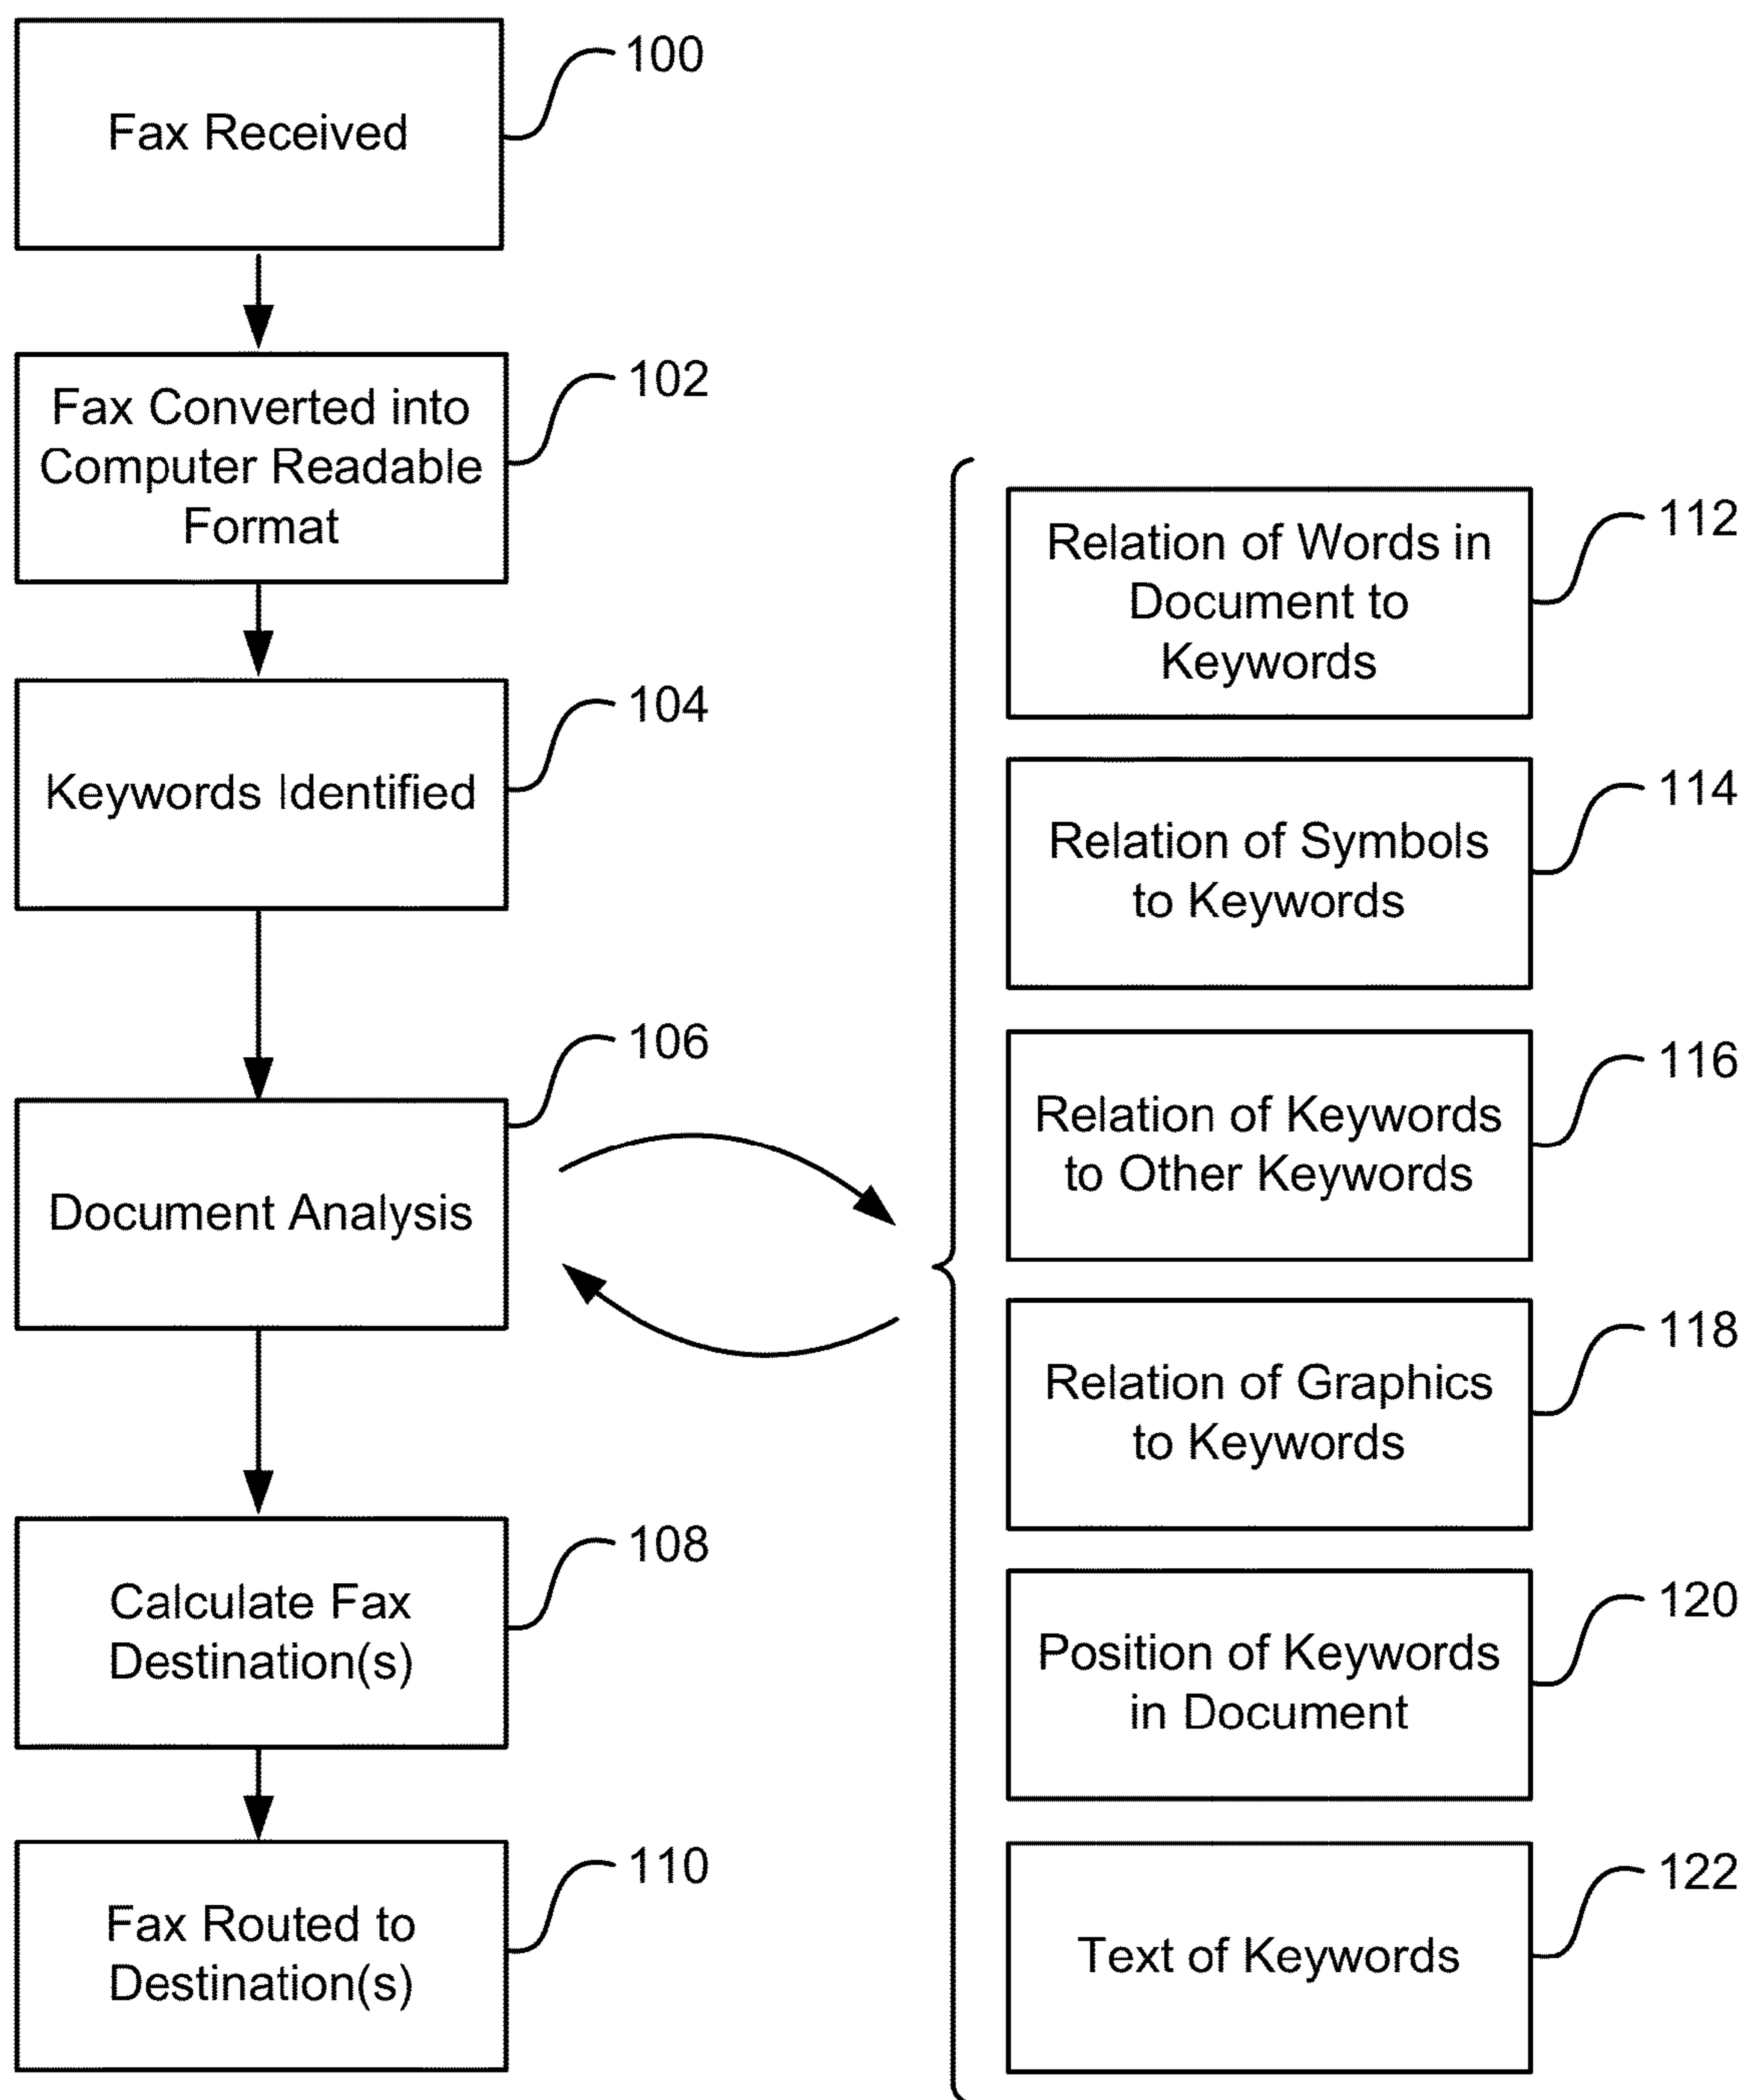 Fax Received
100
Fax Converted into
Computer Readable
Format
102
Keywords Identified
104
Document Analysis
106
Calculate Fax
Destination(s)
108
Fax Routed to
Destination(s)
110
Relation of Words in
Document to
Keywords
112
Relation of Symbols
to Keywords
114
Relation of Keywords
to Other Keywords
116
Relation of Graphics
to Keywords
118
Position of Keywords
in Document
120
Text of Keywords
122